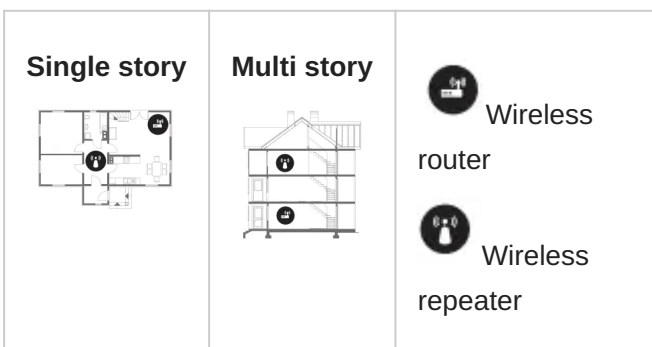 Single story
Multi story
Wireless
router
Wireless
repeater